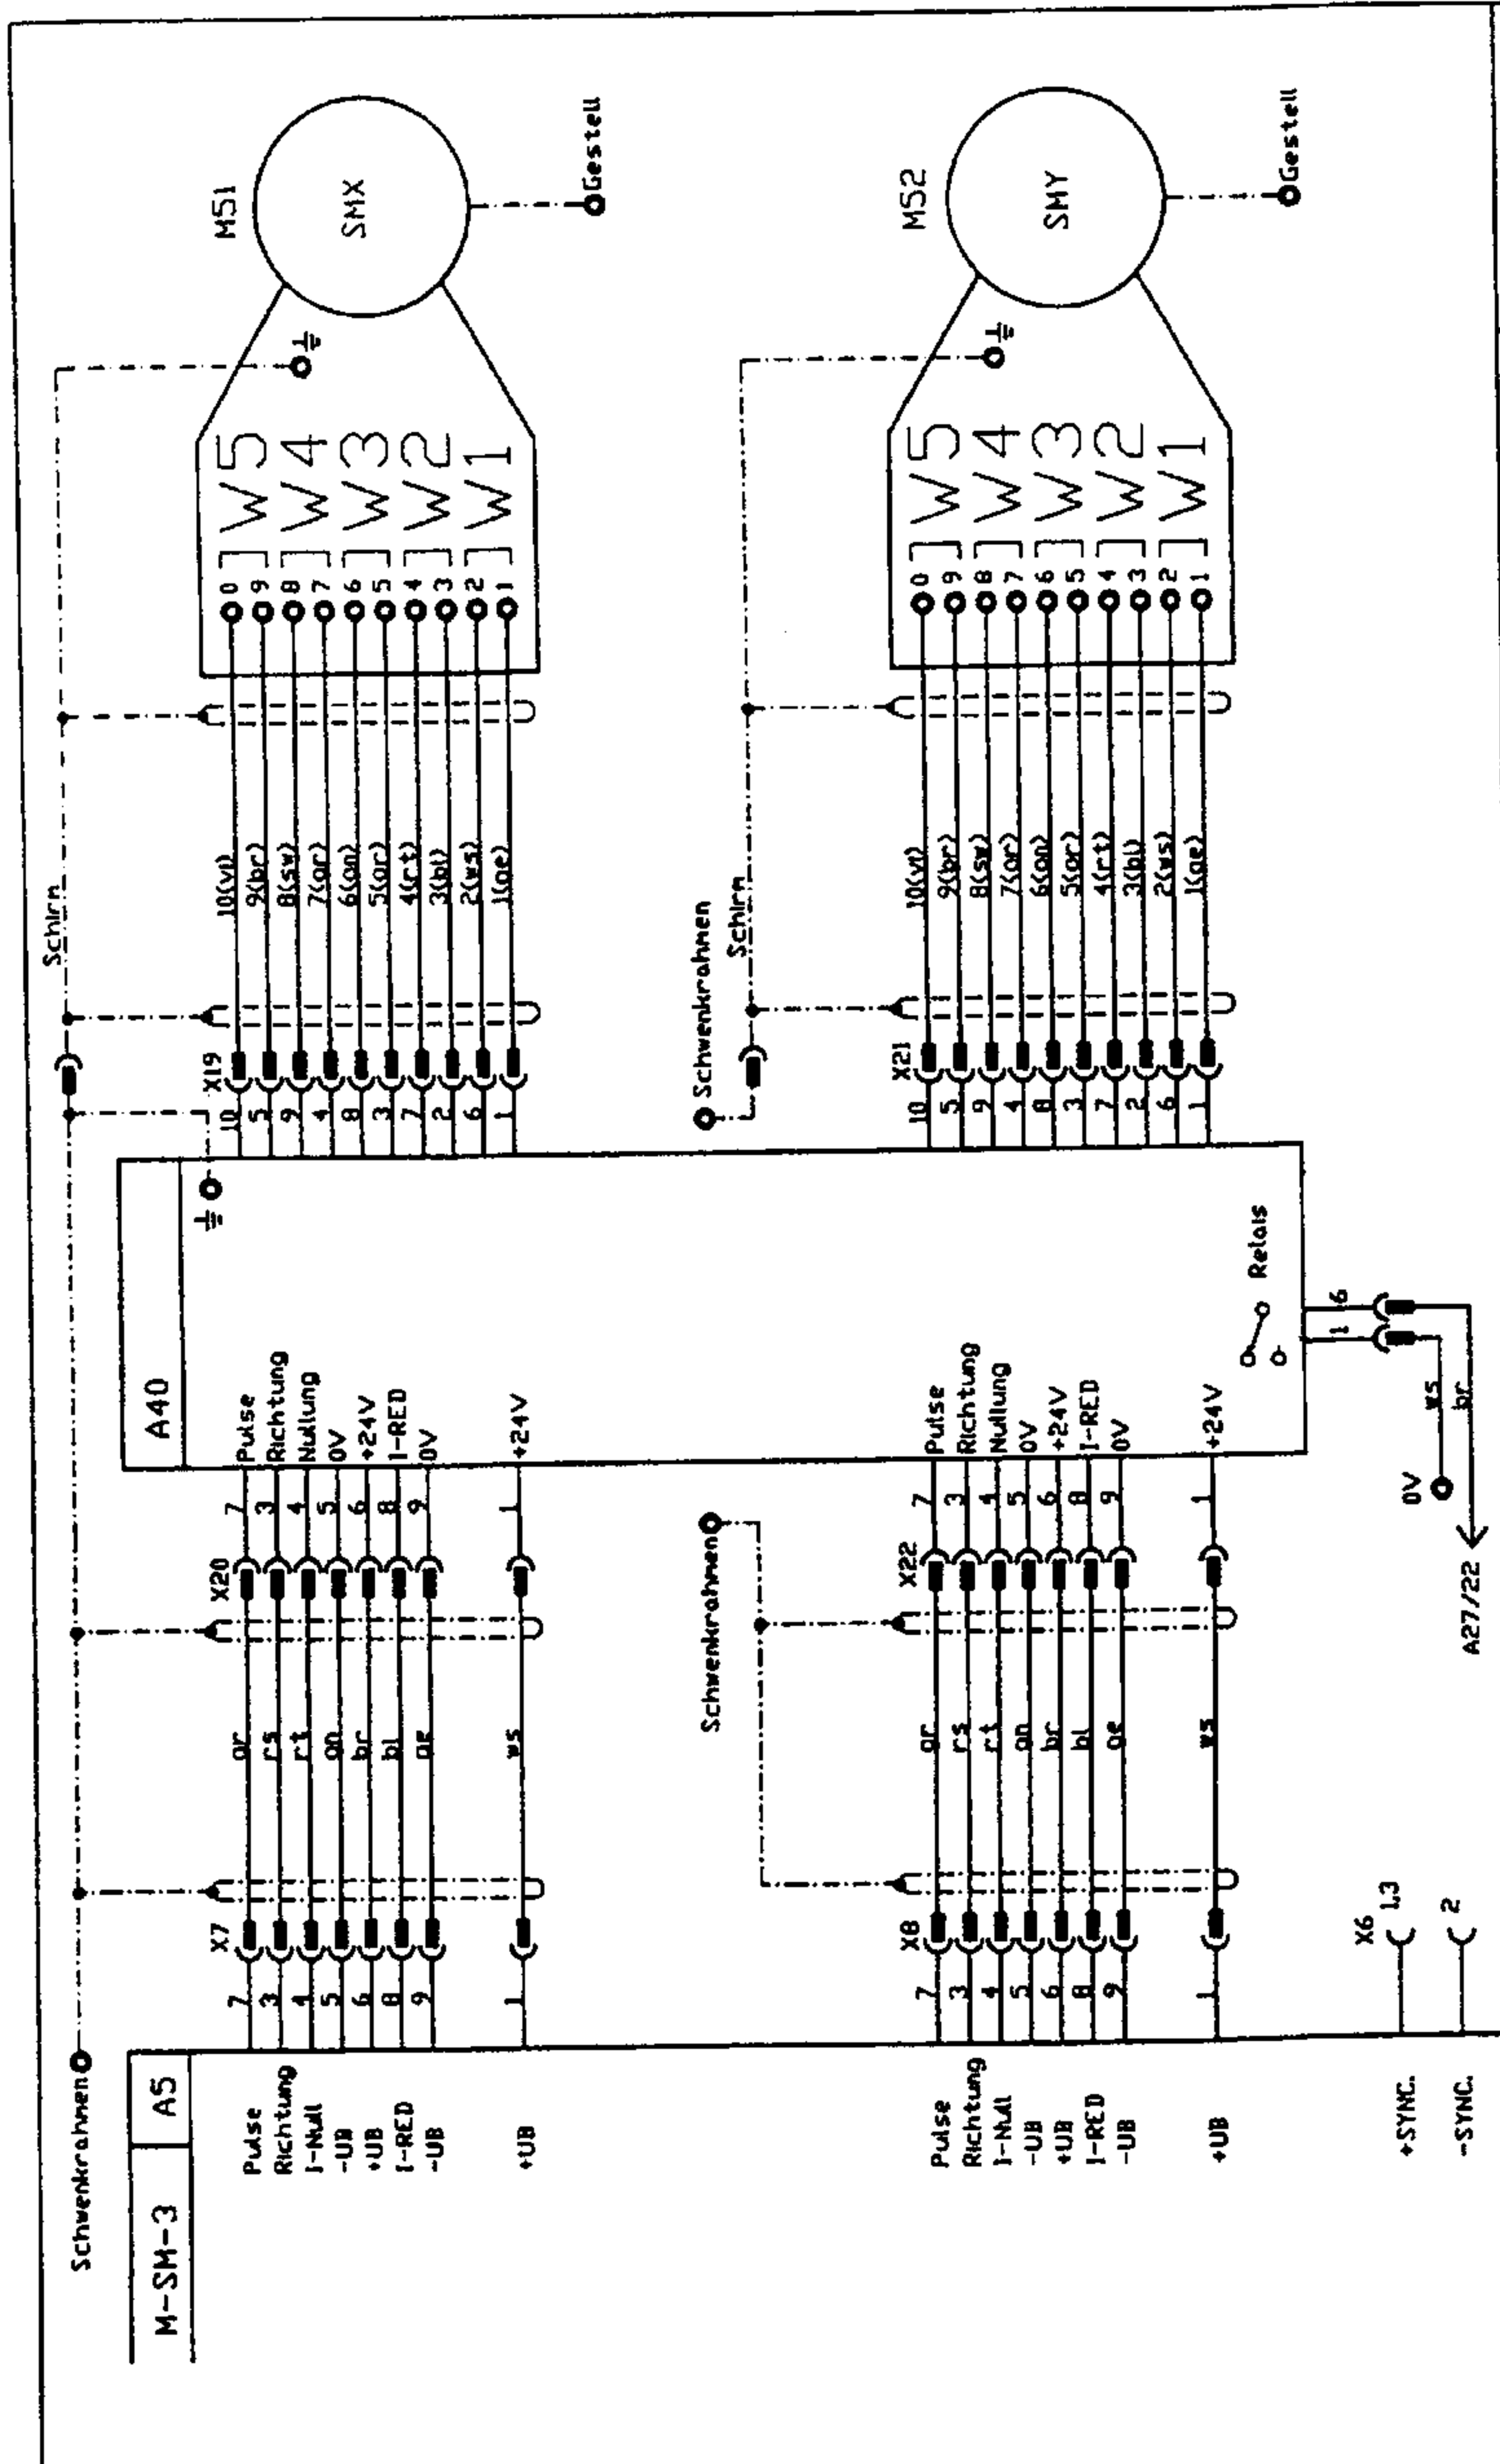 Schwenkrahmen
M-SM-3
A5
Pulse
Richtung
I-Null
-UB
+UB
I-RED
-UB
+UB
7
3
4
5
6
8
9
1
X7
gr
rs
rt
gn
br
bl
ge
ws
X20
7
3
4
5
6
8
9
1
A40
Pulse
Richtung
Nullung
0V
+24V
I-RED
0V
+24V
10
5
9
4
8
3
7
2
6
1
X19
Schirm
10(vi)
9(br)
8(sw)
7(or)
6(gn)
5(gr)
4(rt)
3(bl)
2(ws)
1(ge)
0
9
8
7
6
5
4
3
2
1
W5
W4
W3
W2
W1
M51
SMX
Gestell
Pulse
Richtung
I-Null
-UB
+UB
I-RED
-UB
+UB
7
3
4
5
6
8
9
1
X8
Schwenkrahmen
gr
rs
rt
gn
br
bl
ge
ws
X22
7
3
4
5
6
8
9
1
Pulse
Richtung
Nullung
0V
+24V
I-RED
0V
+24V
Relais
10
5
9
4
8
3
7
2
6
1
X21
Schwenkrahmen
Schirm
10(vi)
9(br)
8(sw)
7(or)
6(gn)
5(gr)
4(rt)
3(bl)
2(ws)
1(ge)
0
9
8
7
6
5
4
3
2
1
W5
W4
W3
W2
W1
M52
SMY
Gestell
+SYNC.
-SYNC.
X6
1,3
2
0V
A27/22
ws
br
1
6